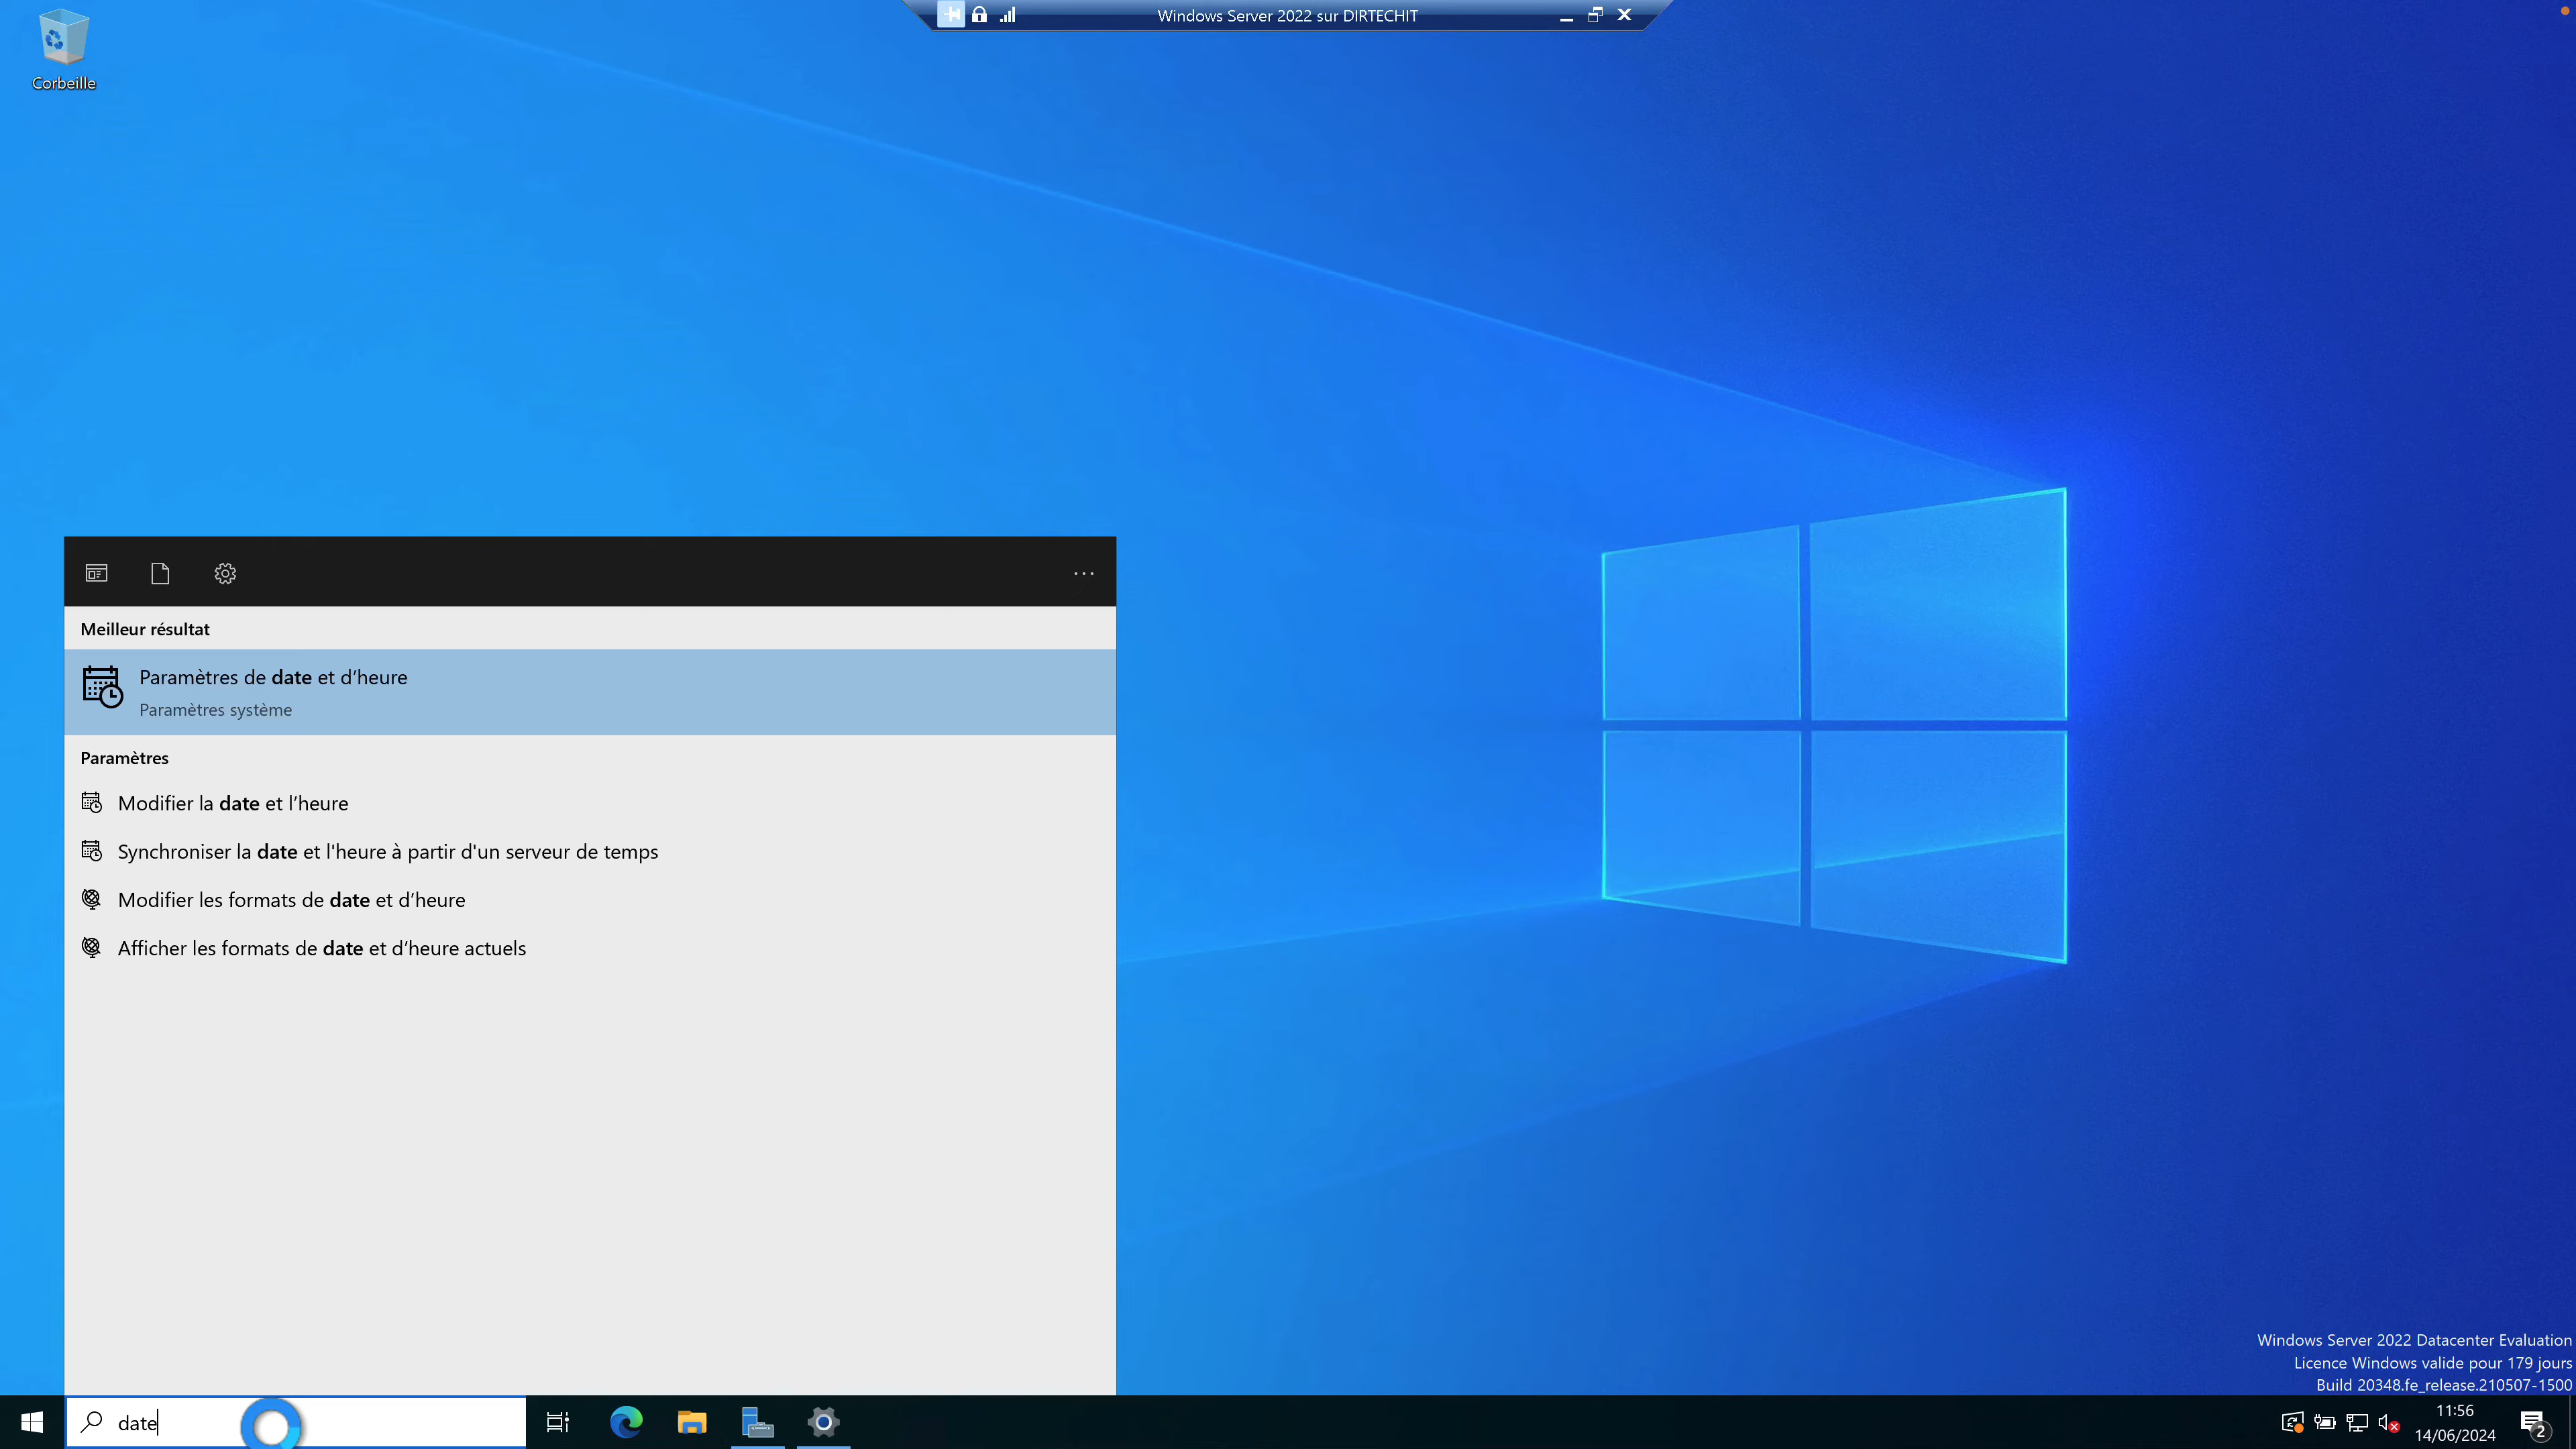 Windows Server 2022 sur DIRTECHIT
Corbeille
Meilleur résultat
Paramètres de date et d’heure
Paramètres système
Paramètres
Modifier la date et l’heure
Synchroniser la date et l'heure à partir d'un serveur de temps
Modifier les formats de date et d’heure
Afficher les formats de date et d’heure actuels
Windows Server 2022 Datacenter Evaluation
Licence Windows valide pour 179 jours
Build 20348.fe_release.210507-1500
date
11:56
14/06/2024
2